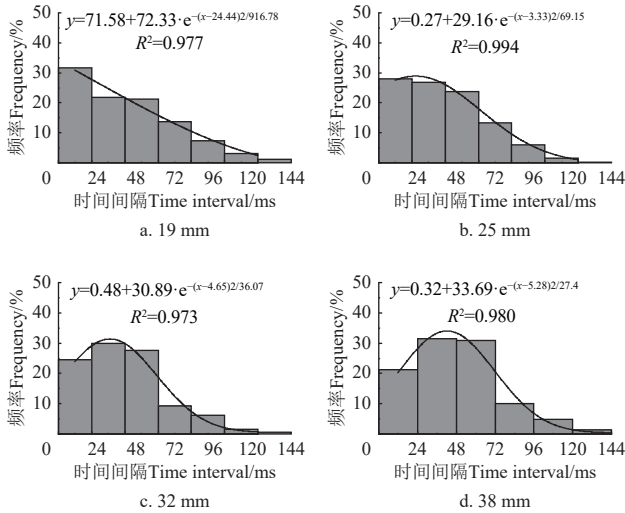 y=71.58+72.33·e-(x-24.44)2/916.78
R2=0.977
频率Frequency/%
50
40
30
20
10
0 24 48 72 96 120 144
时间间隔Time interval/ms
a. 19 mm
y=0.27+29.16·e-(x-3.33)2/69.15
R2=0.994
频率Frequency/%
50
40
30
20
10
0 24 48 72 96 120 144
时间间隔Time interval/ms
b. 25 mm
y=0.48+30.89·e-(x-4.65)2/36.07
R2=0.973
频率Frequency/%
50
40
30
20
10
0 24 48 72 96 120 144
时间间隔Time interval/ms
c. 32 mm
y=0.32+33.69·e-(x-5.28)2/27.4
R2=0.980
频率Frequency/%
50
40
30
20
10
0 24 48 72 96 120 144
时间间隔Time interval/ms
d. 38 mm